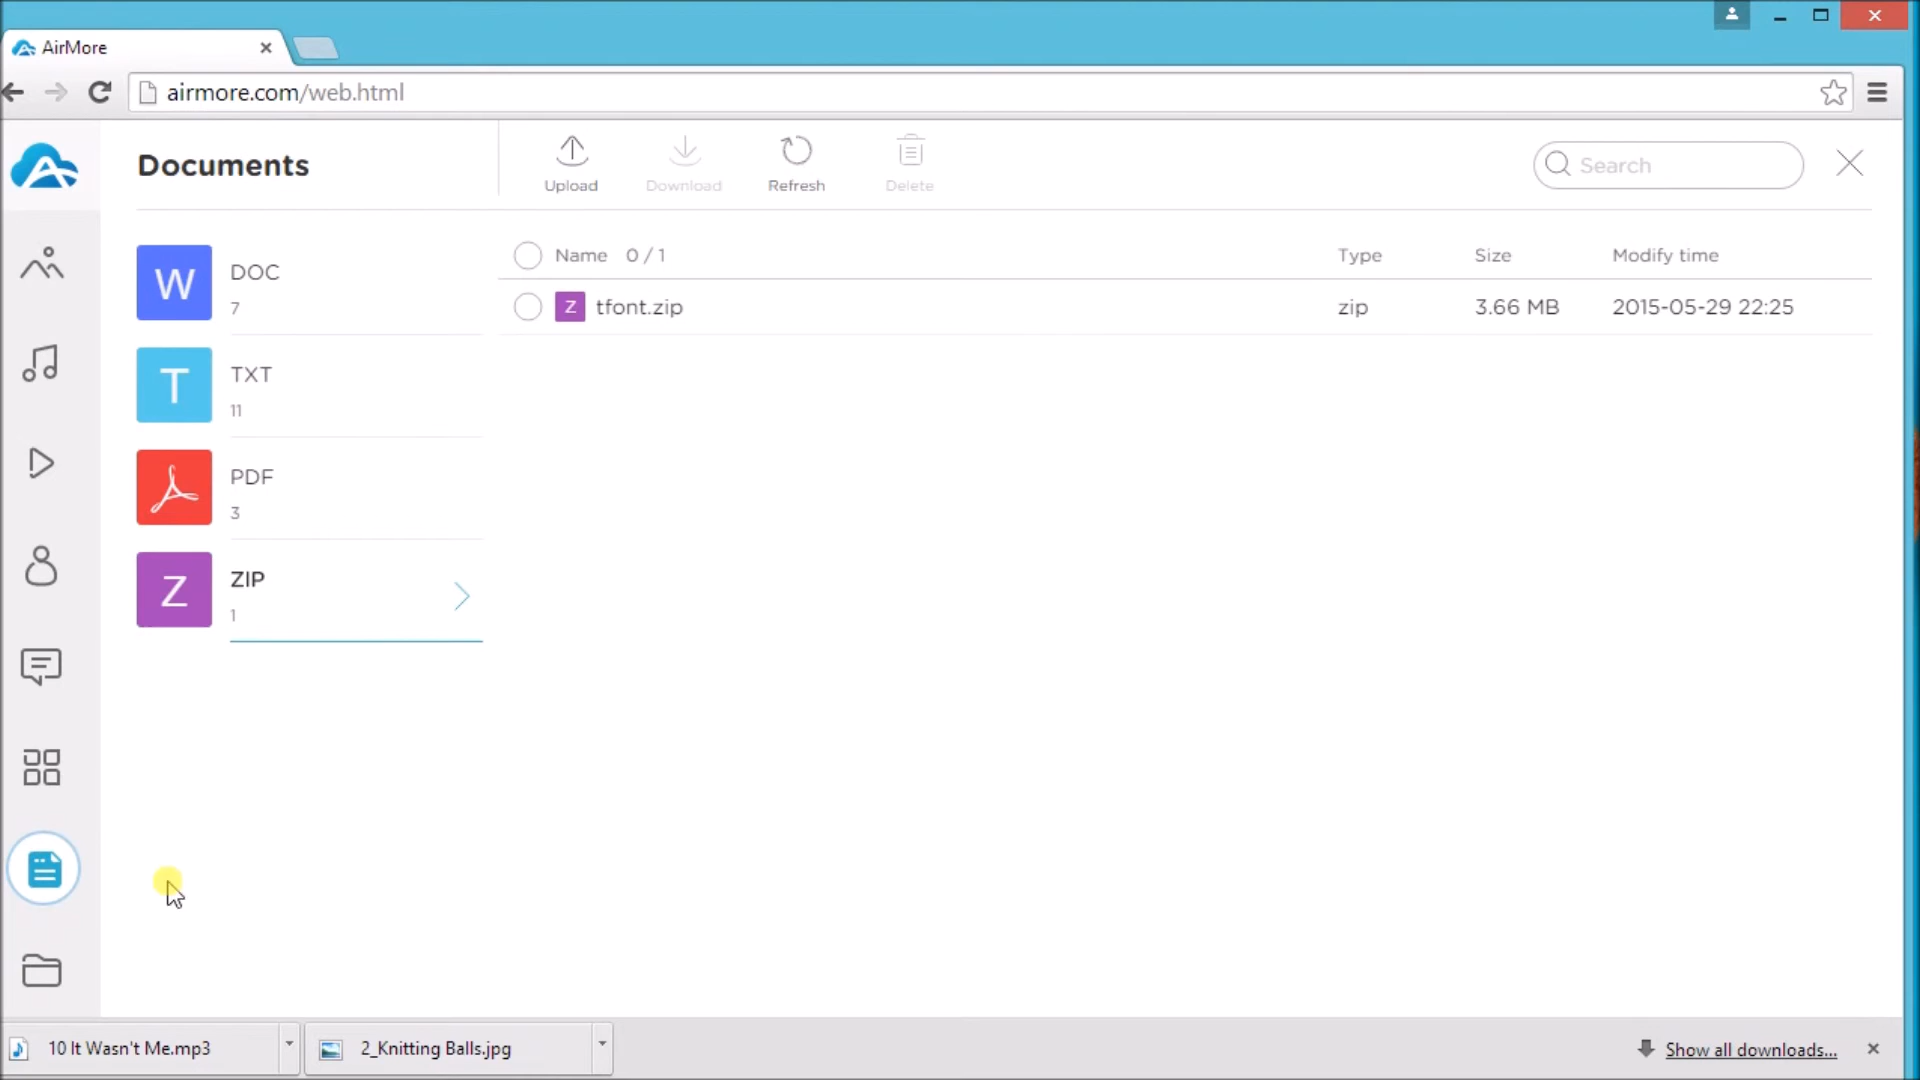 AirMore
airmore.com/web.html
Documents
Upload
Download
Refresh
Delete
Search
W DOC
7
T TXT
11
PDF
3
Z ZIP
1
Name 0 / 1 Type Size Modify time
Z tfont.zip zip 3.66 MB 2015-05-29 22:25
10 It Wasn't Me.mp3
2_Knitting Balls.jpg
Show all downloads...